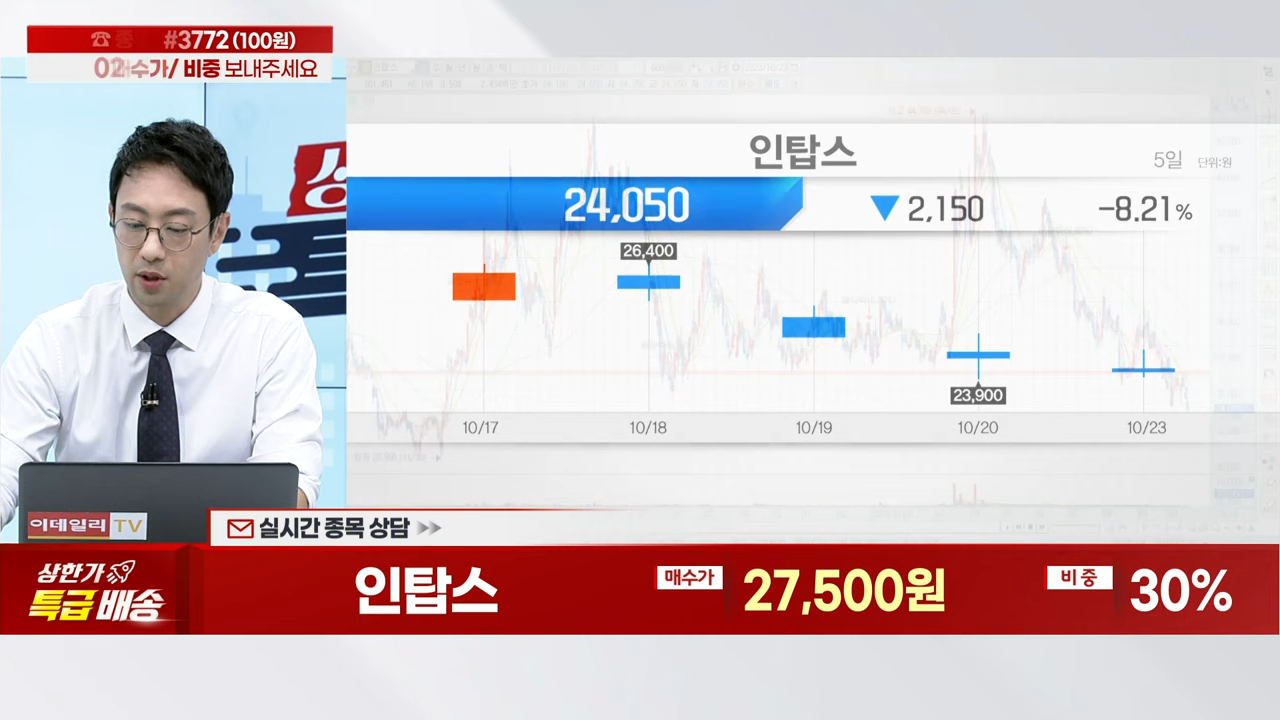 #3772 (100원)
매수가/ 비중 보내주세요
인탑스
5일 단위:원
24,050 ▼ 2,150 -8.21%
26,400
23,900
10/17 10/18 10/19 10/20 10/23
이데일리 TV
실시간 종목 상담
상한가
특급 배송
인탑스 매수가 27,500원 비중 30%